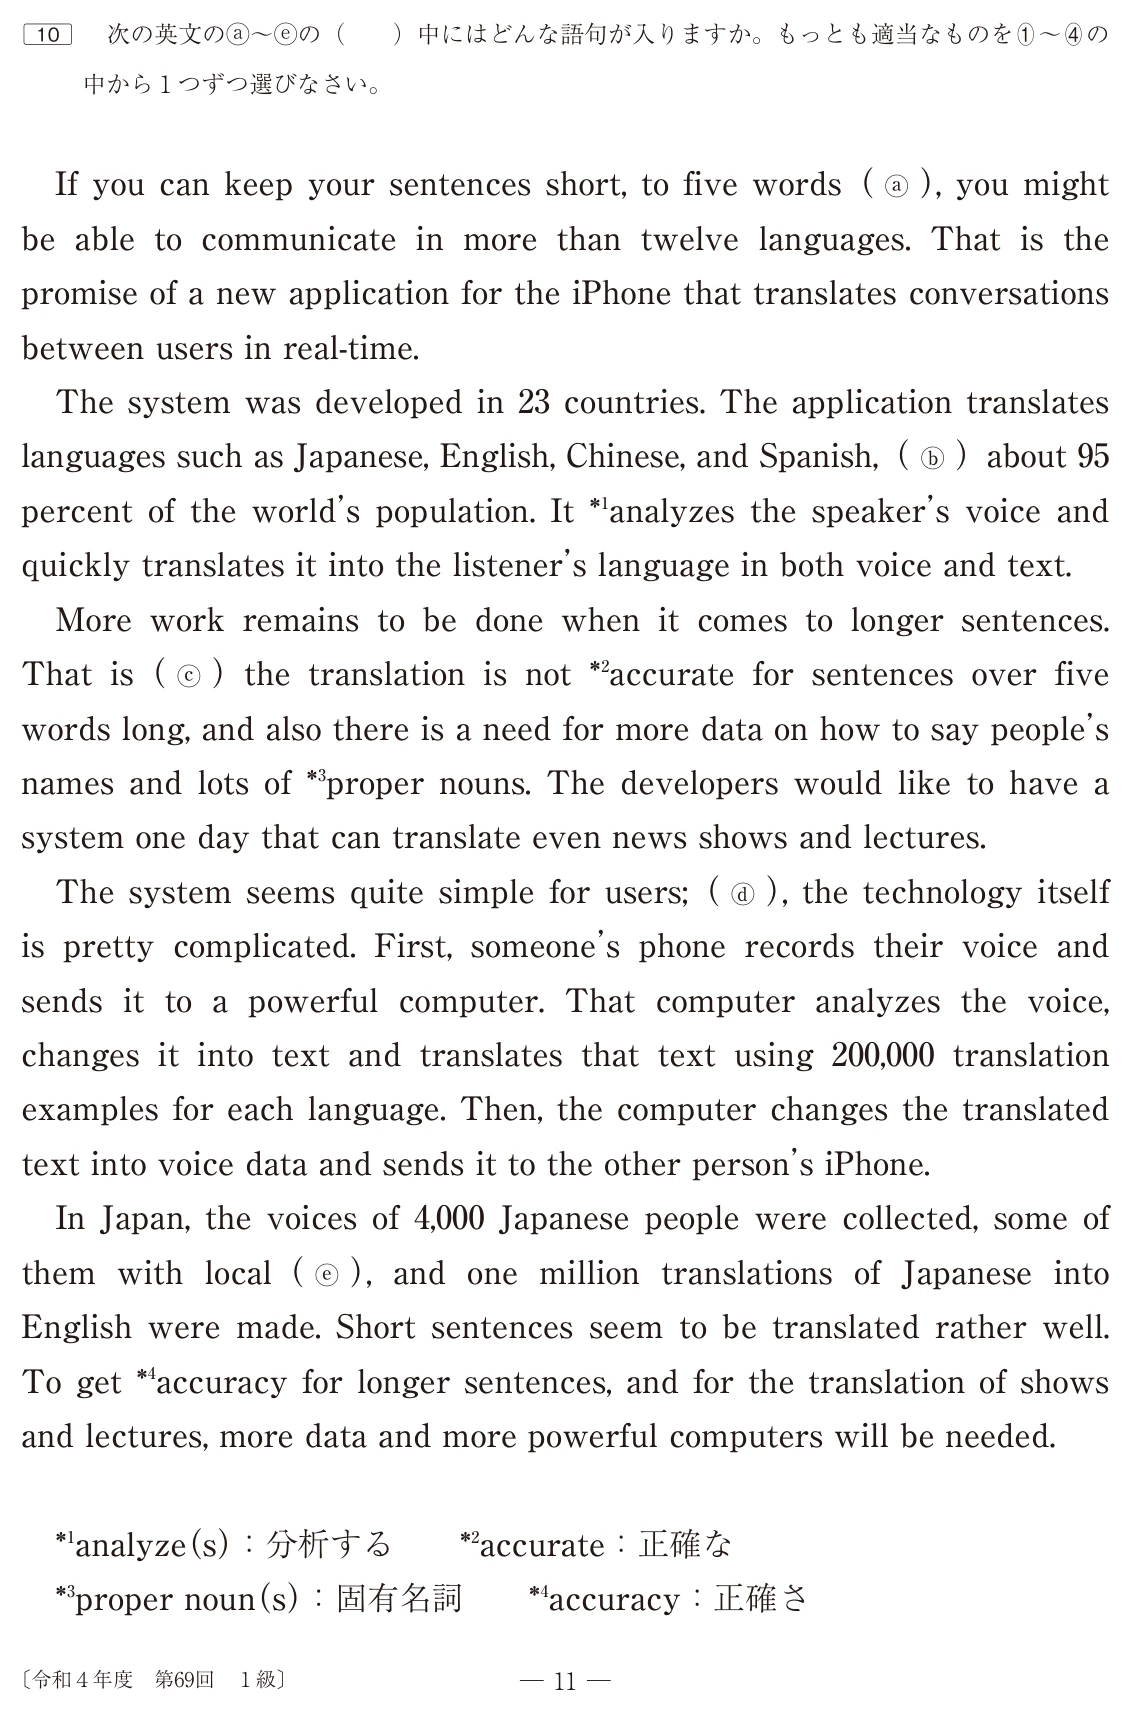 10　次の英文のⓐ～ⓔの（　　）中にはどんな語句が入りますか。もっとも適当なものを①～④の
中から１つずつ選びなさい。
If you can keep your sentences short, to five words ( ⓐ ), you might
be able to communicate in more than twelve languages. That is the
promise of a new application for the iPhone that translates conversations
between users in real-time.
The system was developed in 23 countries. The application translates
languages such as Japanese, English, Chinese, and Spanish, ( ⓑ ) about 95
percent of the world's population. It *1analyzes the speaker's voice and
quickly translates it into the listener's language in both voice and text.
More work remains to be done when it comes to longer sentences.
That is ( ⓒ ) the translation is not *2accurate for sentences over five
words long, and also there is a need for more data on how to say people's
names and lots of *3proper nouns. The developers would like to have a
system one day that can translate even news shows and lectures.
The system seems quite simple for users; ( ⓓ ), the technology itself
is pretty complicated. First, someone's phone records their voice and
sends it to a powerful computer. That computer analyzes the voice,
changes it into text and translates that text using 200,000 translation
examples for each language. Then, the computer changes the translated
text into voice data and sends it to the other person's iPhone.
In Japan, the voices of 4,000 Japanese people were collected, some of
them with local ( ⓔ ), and one million translations of Japanese into
English were made. Short sentences seem to be translated rather well.
To get *4accuracy for longer sentences, and for the translation of shows
and lectures, more data and more powerful computers will be needed.
*1analyze(s)：分析する　　*2accurate：正確な
*3proper noun(s)：固有名詞　　*4accuracy：正確さ
〔令和４年度　第69回　１級〕　— 11 —